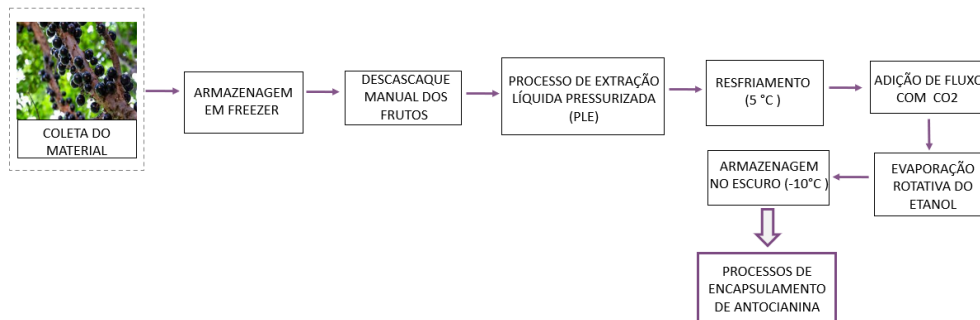 COLETA DO
MATERIAL
ARMAZENAGEM
EM FREEZER
DESCASCAQUE
MANUAL DOS
FRUTOS
PROCESSO DE EXTRAÇÃO
LÍQUIDA PRESSURIZADA
(PLE)
RESFRIAMENTO
(5 °C )
ADIÇÃO DE FLUXO
COM CO2
EVAPORAÇÃO
ROTATIVA DO
ETANOL
ARMAZENAGEM
NO ESCURO (-10°C )
PROCESSOS DE
ENCAPSULAMENTO
DE ANTOCIANINA